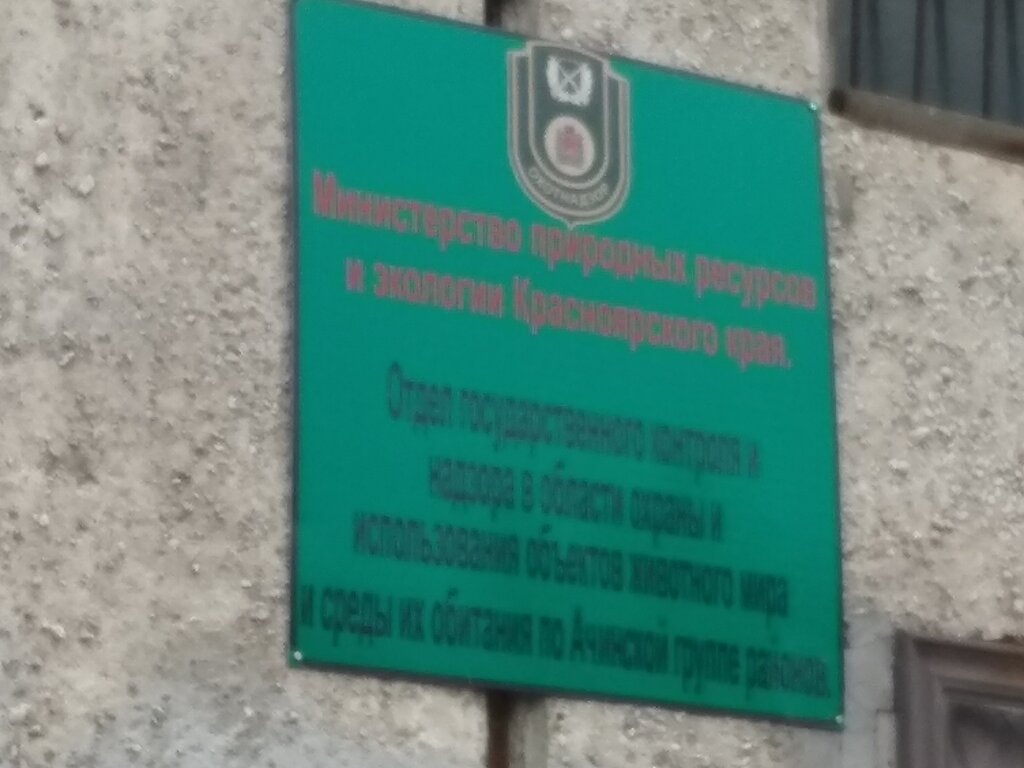 ОХОТНАДЗОР
Министерство природных ресурсов
и экологии Красноярского края.
Отдел государственного контроля и
надзора в области охраны и
использования объектов животного мира
и среды их обитания по Ачинской группе районов.